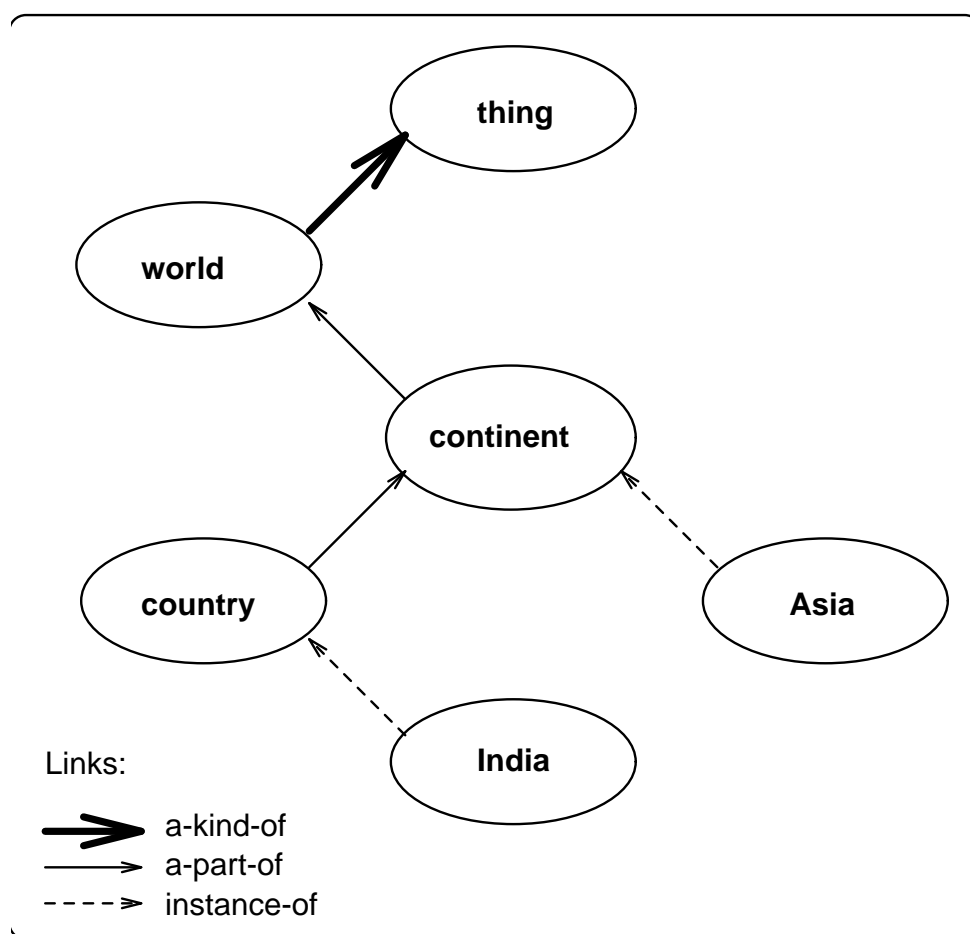 thing
world
continent
country
Asia
India
Links:
a-kind-of
a-part-of
instance-of